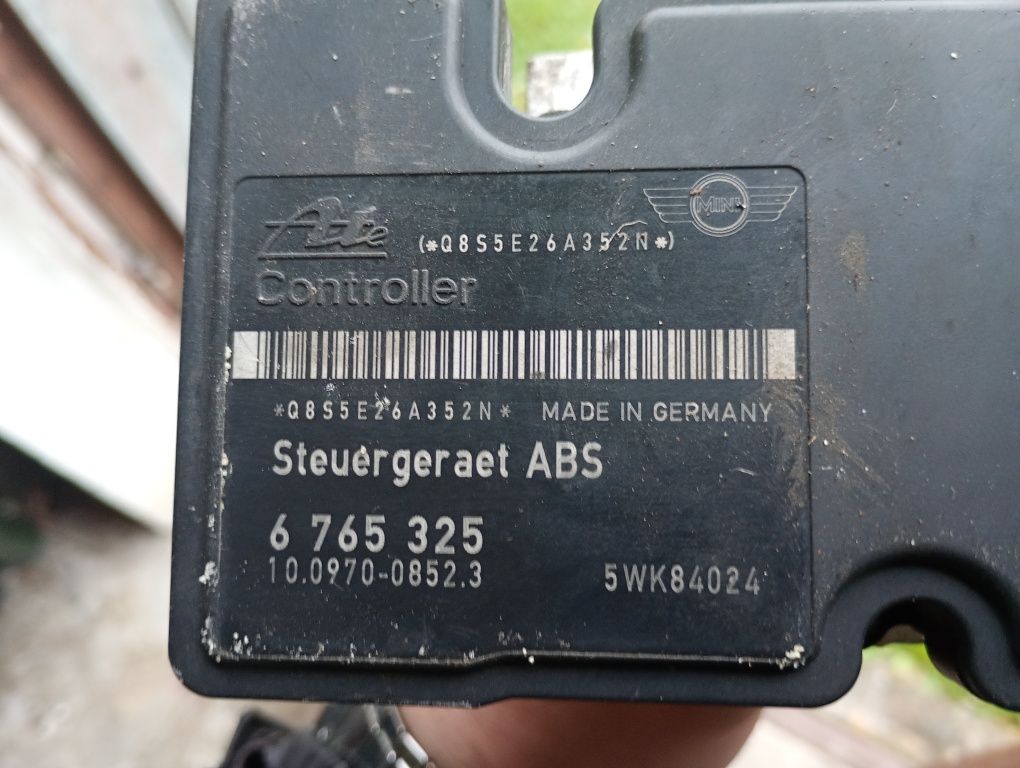 Ate
(*Q8S5E26A352N*)
MINI
Controller
*Q8S5E26A352N* MADE IN GERMANY
Steuergeraet ABS
6 765 325
10.0970-0852.3 5WK84024